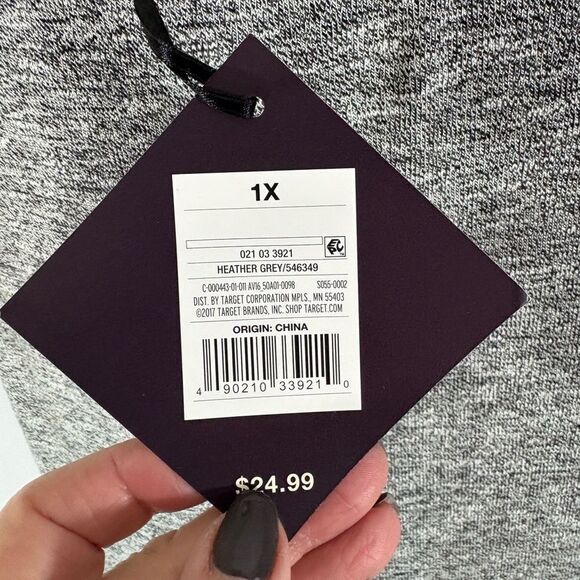 1X
021 03 3921
HEATHER GREY/546349
C-000443-01-011 AV16_50A01-0098 S055-0002
DIST. BY TARGET CORPORATION MPLS., MN 55403
©2017 TARGET BRANDS, INC. SHOP TARGET.COM
ORIGIN: CHINA
4 90210 33921 0
$24.99